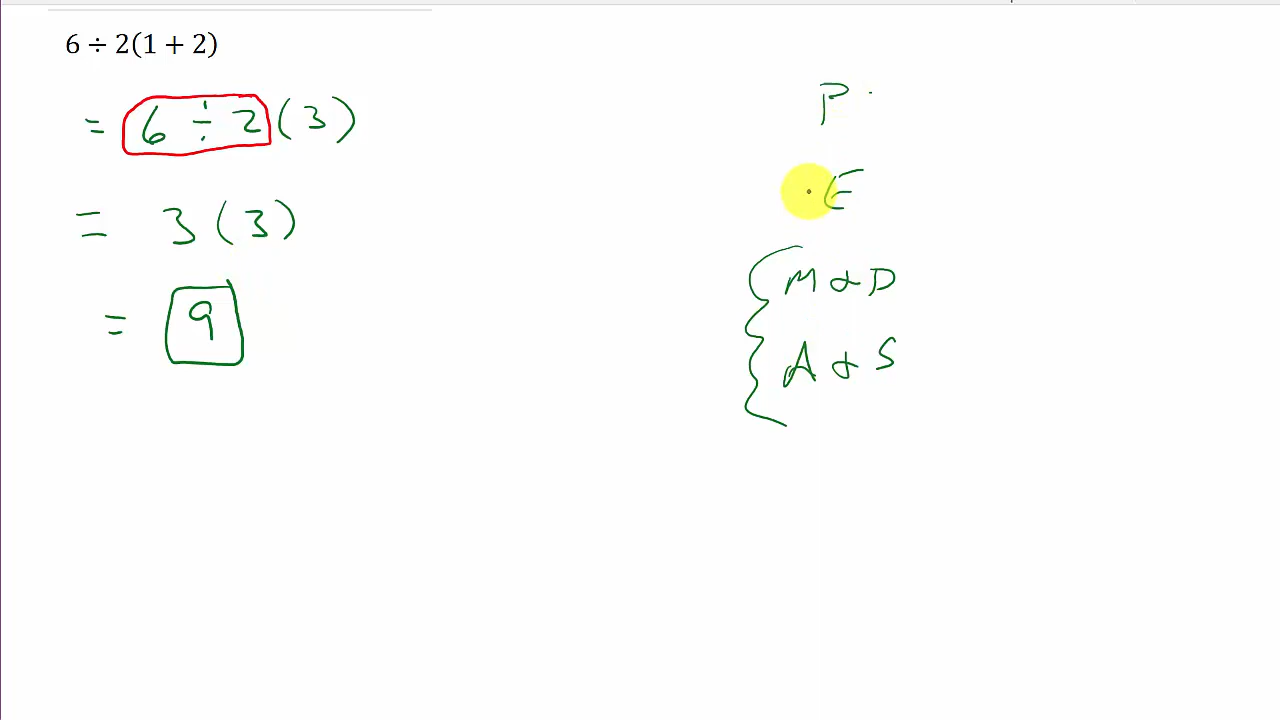 6 ÷ 2(1 + 2)
= 6 ÷ 2 (3)
= 3 (3)
= 9
P
E
M & D
A & S